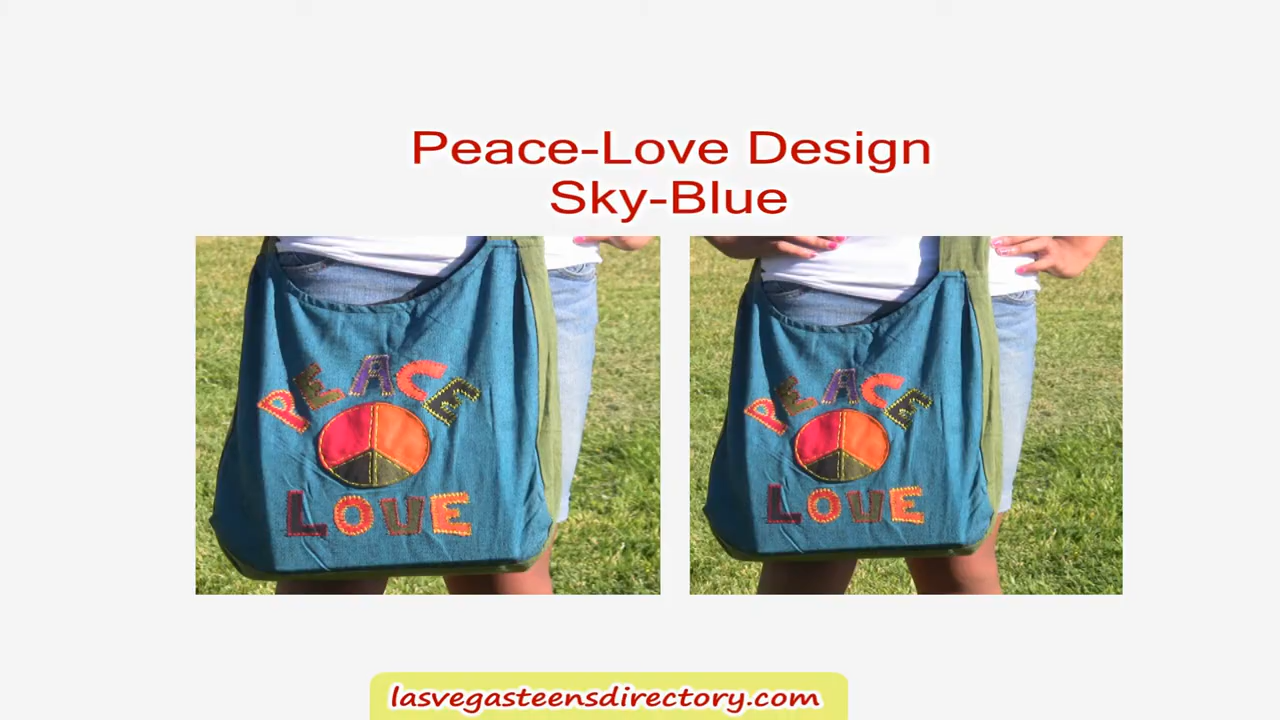 Peace-Love Design
Sky-Blue
PEACE
LOVE
PEACE
LOVE
lasvegasteensdirectory.com